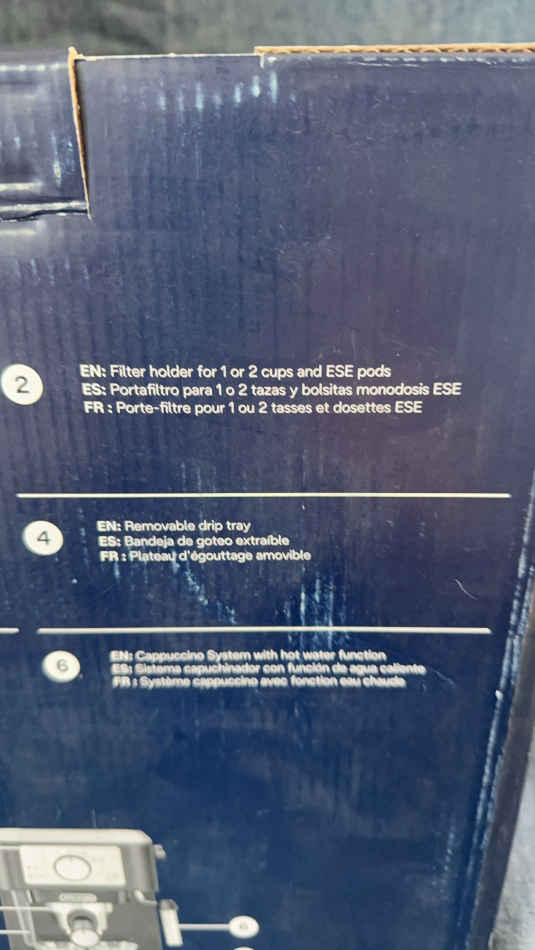 2
EN: Filter holder for 1 or 2 cups and ESE pods
ES: Portafiltro para 1 o 2 tazas y bolsitas monodosis ESE
FR : Porte-filtre pour 1 ou 2 tasses et dosettes ESE
4
EN: Removable drip tray
ES: Bandeja de goteo extraíble
FR : Plateau d'égouttage amovible
6
EN: Cappuccino System with hot water function
ES: Sistema capuchinador con función de agua caliente
FR : Système cappuccino avec fonction eau chaude
6